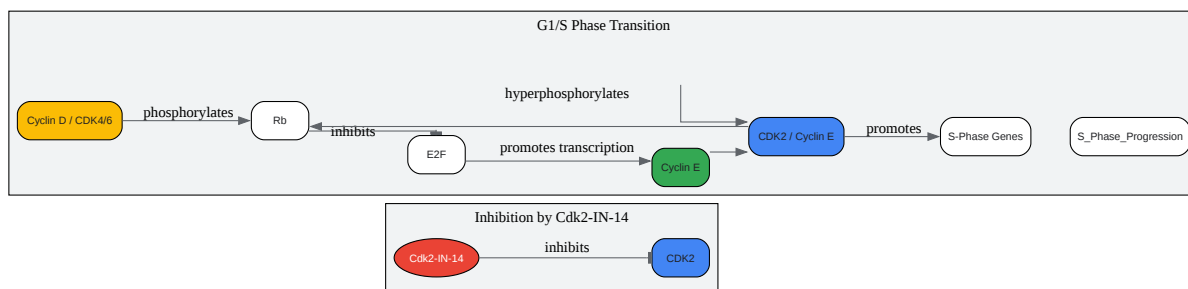 G1/S Phase Transition
Cyclin D / CDK4/6
phosphorylates
Rb
hyperphosphorylates
inhibits
E2F
promotes transcription
Cyclin E
CDK2 / Cyclin E
promotes
S-Phase Genes
S_Phase_Progression
Inhibition by Cdk2-IN-14
Cdk2-IN-14
inhibits
CDK2